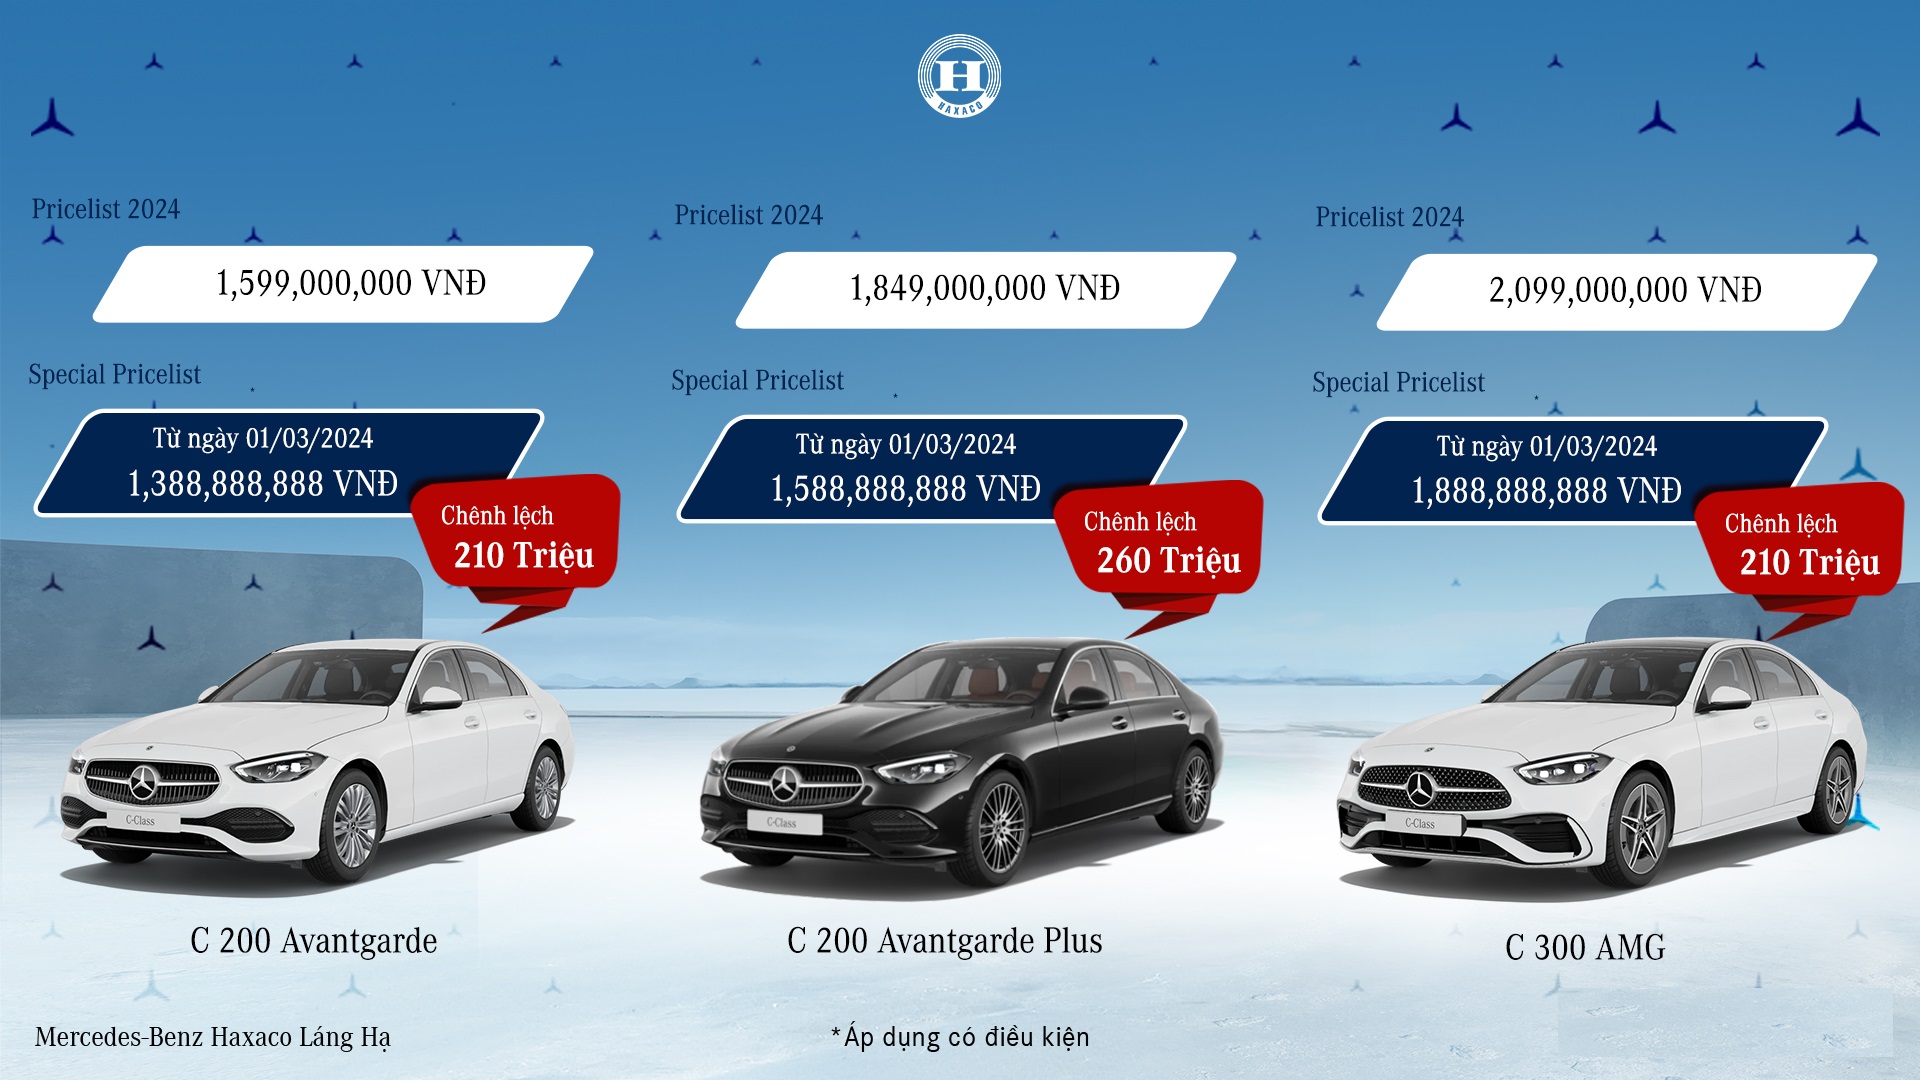 H
HAXACO
Pricelist 2024
1,599,000,000 VNĐ
Special Pricelist *
Từ ngày 01/03/2024
1,388,888,888 VNĐ
Chênh lệch
210 Triệu
C-Class
C 200 Avantgarde
Pricelist 2024
1,849,000,000 VNĐ
Special Pricelist *
Từ ngày 01/03/2024
1,588,888,888 VNĐ
Chênh lệch
260 Triệu
C-Class
C 200 Avantgarde Plus
Pricelist 2024
2,099,000,000 VNĐ
Special Pricelist *
Từ ngày 01/03/2024
1,888,888,888 VNĐ
Chênh lệch
210 Triệu
C-Class
C 300 AMG
Mercedes-Benz Haxaco Láng Hạ
*Áp dụng có điều kiện